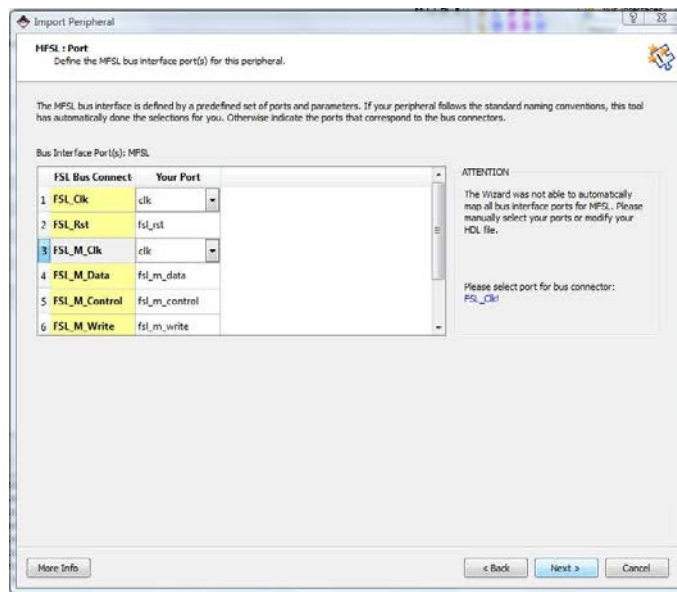 Import Peripheral
MFSL : Port
Define the MFSL bus interface port(s) for this peripheral.
The MFSL bus interface is defined by a predefined set of ports and parameters. If your peripheral follows the standard naming conventions, this tool
has automatically done the selections for you. Otherwise indicate the ports that correspond to the bus connectors.
Bus Interface Port(s): MFSL
FSL Bus Connect Your Port
1 FSL_Clk clk
2 FSL_Rst fsl_rst
3 FSL_M_Clk clk
4 FSL_M_Data fsl_m_data
5 FSL_M_Control fsl_m_control
6 FSL_M_Write fsl_m_write
ATTENTION
The Wizard was not able to automatically
map all bus interface ports for MFSL. Please
manually select your ports or modify your
HDL file.
Please select port for bus connector:
FSL_Clk!
More Info
< Back Next > Cancel